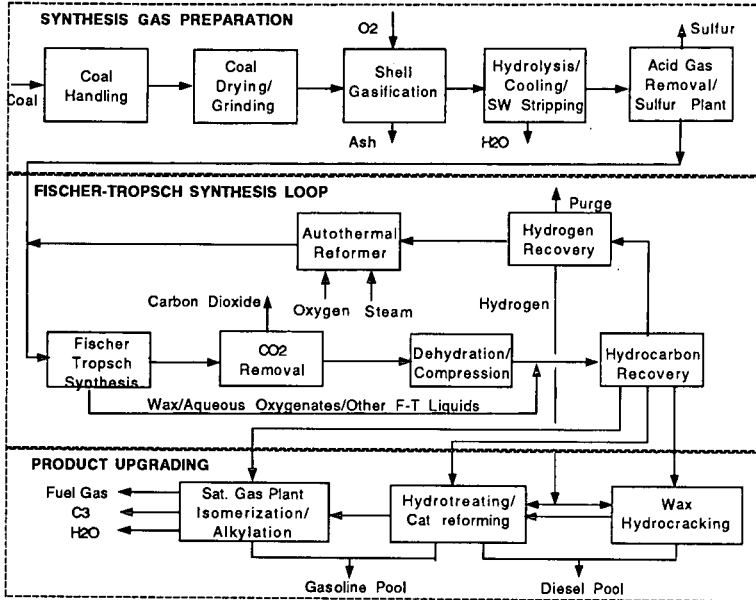 SYNTHESIS GAS PREPARATION
O2
Sulfur
Coal
Coal
Handling
Coal
Drying/
Grinding
Shell
Gasification
Hydrolysis/
Cooling/
SW Stripping
Acid Gas
Removal/
Sulfur Plant
Ash
H2O
FISCHER-TROPSCH SYNTHESIS LOOP
Purge
Autothermal
Reformer
Hydrogen
Recovery
Carbon Dioxide
Oxygen
Steam
Hydrogen
Fischer
Tropsch
Synthesis
CO2
Removal
Dehydration/
Compression
Hydrocarbon
Recovery
Wax/Aqueous Oxygenates/Other F-T Liquids
PRODUCT UPGRADING
Fuel Gas
C3
H2O
Sat. Gas Plant
Isomerization/
Alkylation
Hydrotreating/
Cat reforming
Wax
Hydrocracking
Gasoline Pool
Diesel Pool